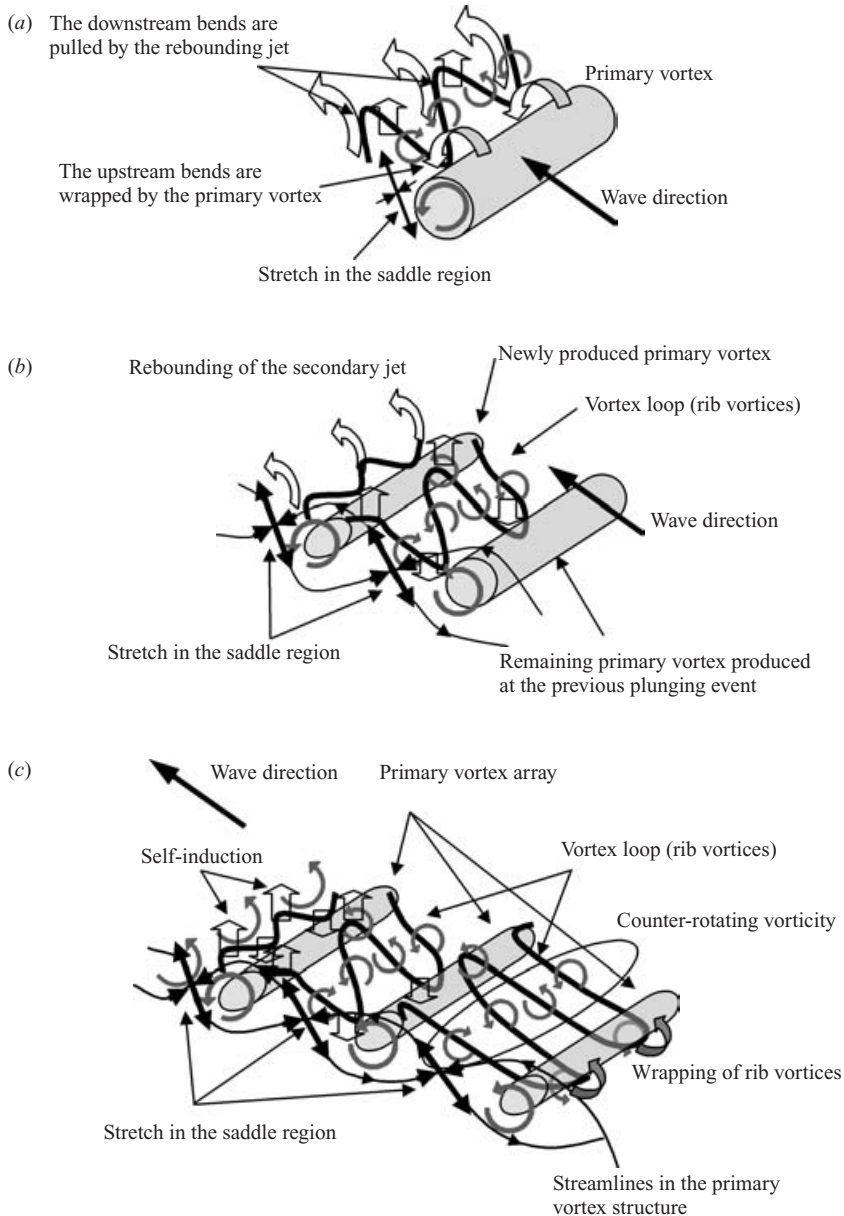 (a)
The downstream bends are
pulled by the rebounding jet
Primary vortex
The upstream bends are
wrapped by the primary vortex
Wave direction
Stretch in the saddle region
(b)
Rebounding of the secondary jet
Newly produced primary vortex
Vortex loop (rib vortices)
Wave direction
Stretch in the saddle region
Remaining primary vortex produced
at the previous plunging event
(c)
Wave direction
Primary vortex array
Self-induction
Vortex loop (rib vortices)
Counter-rotating vorticity
Wrapping of rib vortices
Stretch in the saddle region
Streamlines in the primary
vortex structure